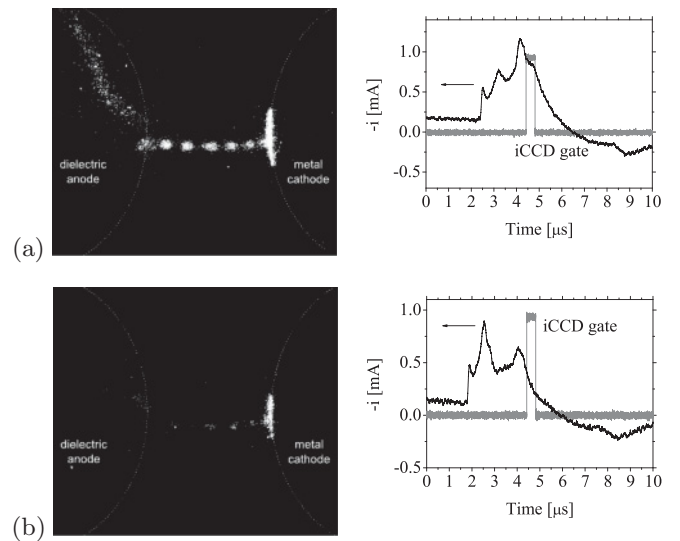 dielectric
anode
metal
cathode
(a)
-i [mA]
1.0
0.5
0.0
-0.5
iCCD gate
0 1 2 3 4 5 6 7 8 9 10
Time [μs]
dielectric
anode
metal
cathode
(b)
-i [mA]
1.0
0.5
0.0
-0.5
iCCD gate
0 1 2 3 4 5 6 7 8 9 10
Time [μs]